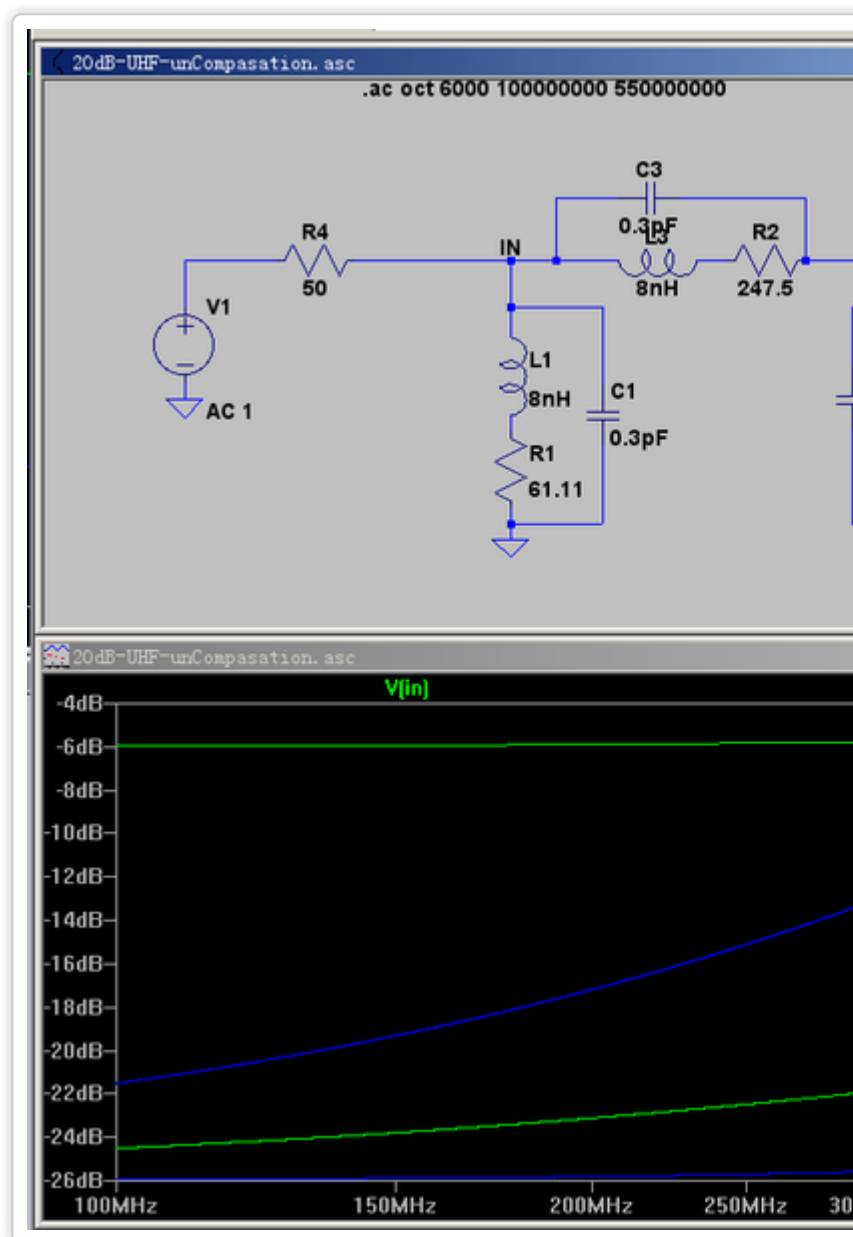 20dB-UHF-unCompasation.asc
.ac oct 6000 100000000 550000000
C3
0.3pF
R4
50
IN
L3
8nH
R2
247.5
V1
AC 1
L1
8nH
C1
0.3pF
R1
61.11
20dB-UHF-unCompasation.asc
V(in)
-4dB
-6dB
-8dB
-10dB
-12dB
-14dB
-16dB
-18dB
-20dB
-22dB
-24dB
-26dB
100MHz 150MHz 200MHz 250MHz 30